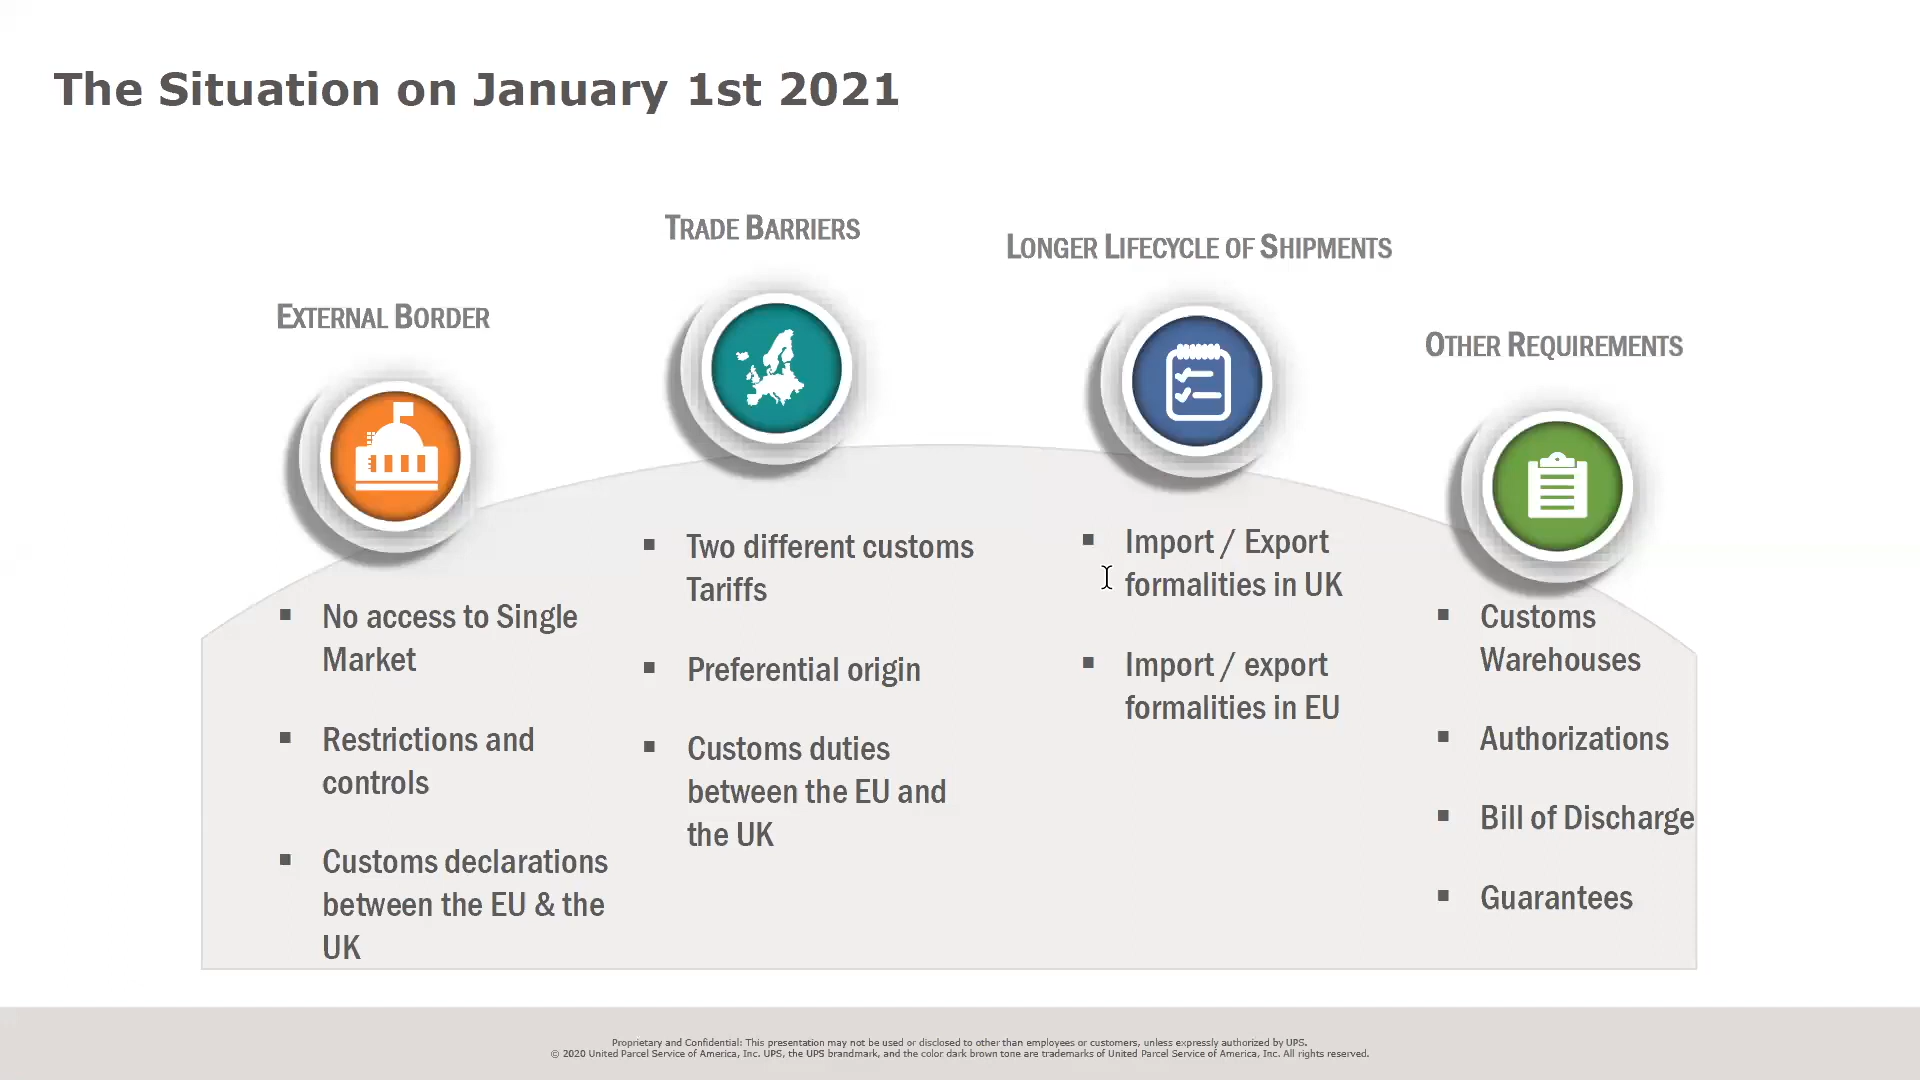 The Situation on January 1st 2021
External Border
▪ No access to Single
Market
▪ Restrictions and
controls
▪ Customs declarations
between the EU & the
UK
Trade Barriers
▪ Two different customs
Tariffs
▪ Preferential origin
▪ Customs duties
between the EU and
the UK
Longer Lifecycle of Shipments
▪ Import / Export
formalities in UK
▪ Import / export
formalities in EU
Other Requirements
▪ Customs
Warehouses
▪ Authorizations
▪ Bill of Discharge
▪ Guarantees
Proprietary and Confidential: This presentation may not be used or disclosed to other than employees or customers, unless expressly authorized by UPS.
© 2020 United Parcel Service of America, Inc. UPS, the UPS brandmark, and the color dark brown tone are trademarks of United Parcel Service of America, Inc. All rights reserved.